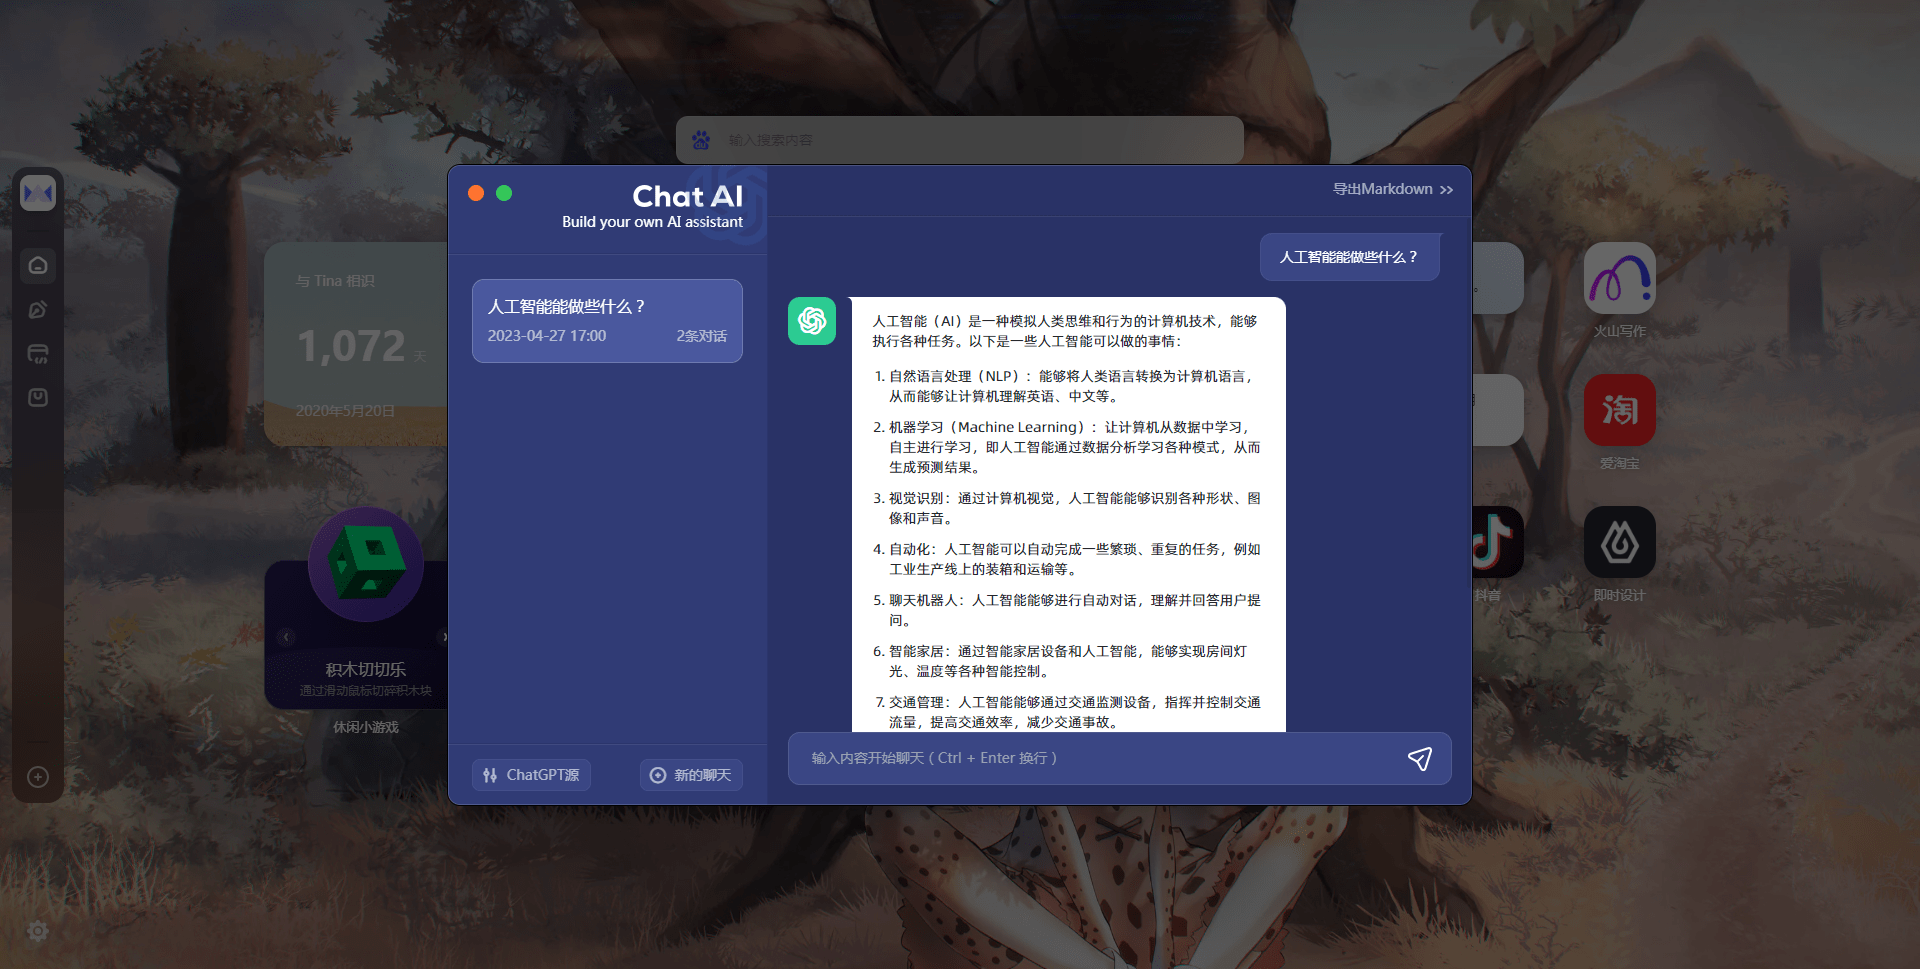 输入搜索内容
Chat AI
Build your own AI assistant
导出Markdown >>
人工智能能做些什么？
2023-04-27 17:00
2条对话
ChatGPT源
新的聊天
人工智能能做些什么？
人工智能（AI）是一种模拟人类思维和行为的计算机技术，能够
执行各种任务。以下是一些人工智能可以做的事情：
1. 自然语言处理（NLP）：能够将人类语言转换为计算机语言，
从而能够让计算机理解英语、中文等。
2. 机器学习（Machine Learning）：让计算机从数据中学习，
自主进行学习，即人工智能通过数据分析学习各种模式，从而
生成预测结果。
3. 视觉识别：通过计算机视觉，人工智能能够识别各种形状、图
像和声音。
4. 自动化：人工智能可以自动完成一些繁琐、重复的任务，例如
工业生产线上的装箱和运输等。
5. 聊天机器人：人工智能能够进行自动对话，理解并回答用户提
问。
6. 智能家居：通过智能家居设备和人工智能，能够实现房间灯
光、温度等各种智能控制。
7. 交通管理：人工智能能够通过交通监测设备，指挥并控制交通
流量，提高交通效率，减少交通事故。
输入内容开始聊天（Ctrl + Enter 换行）
与 Tina 相识
1,072 天
2020年5月20日
积木切切乐
通过滑动鼠标切碎积木块
休闲小游戏
火山写作
淘
爱淘宝
抖音
即时设计